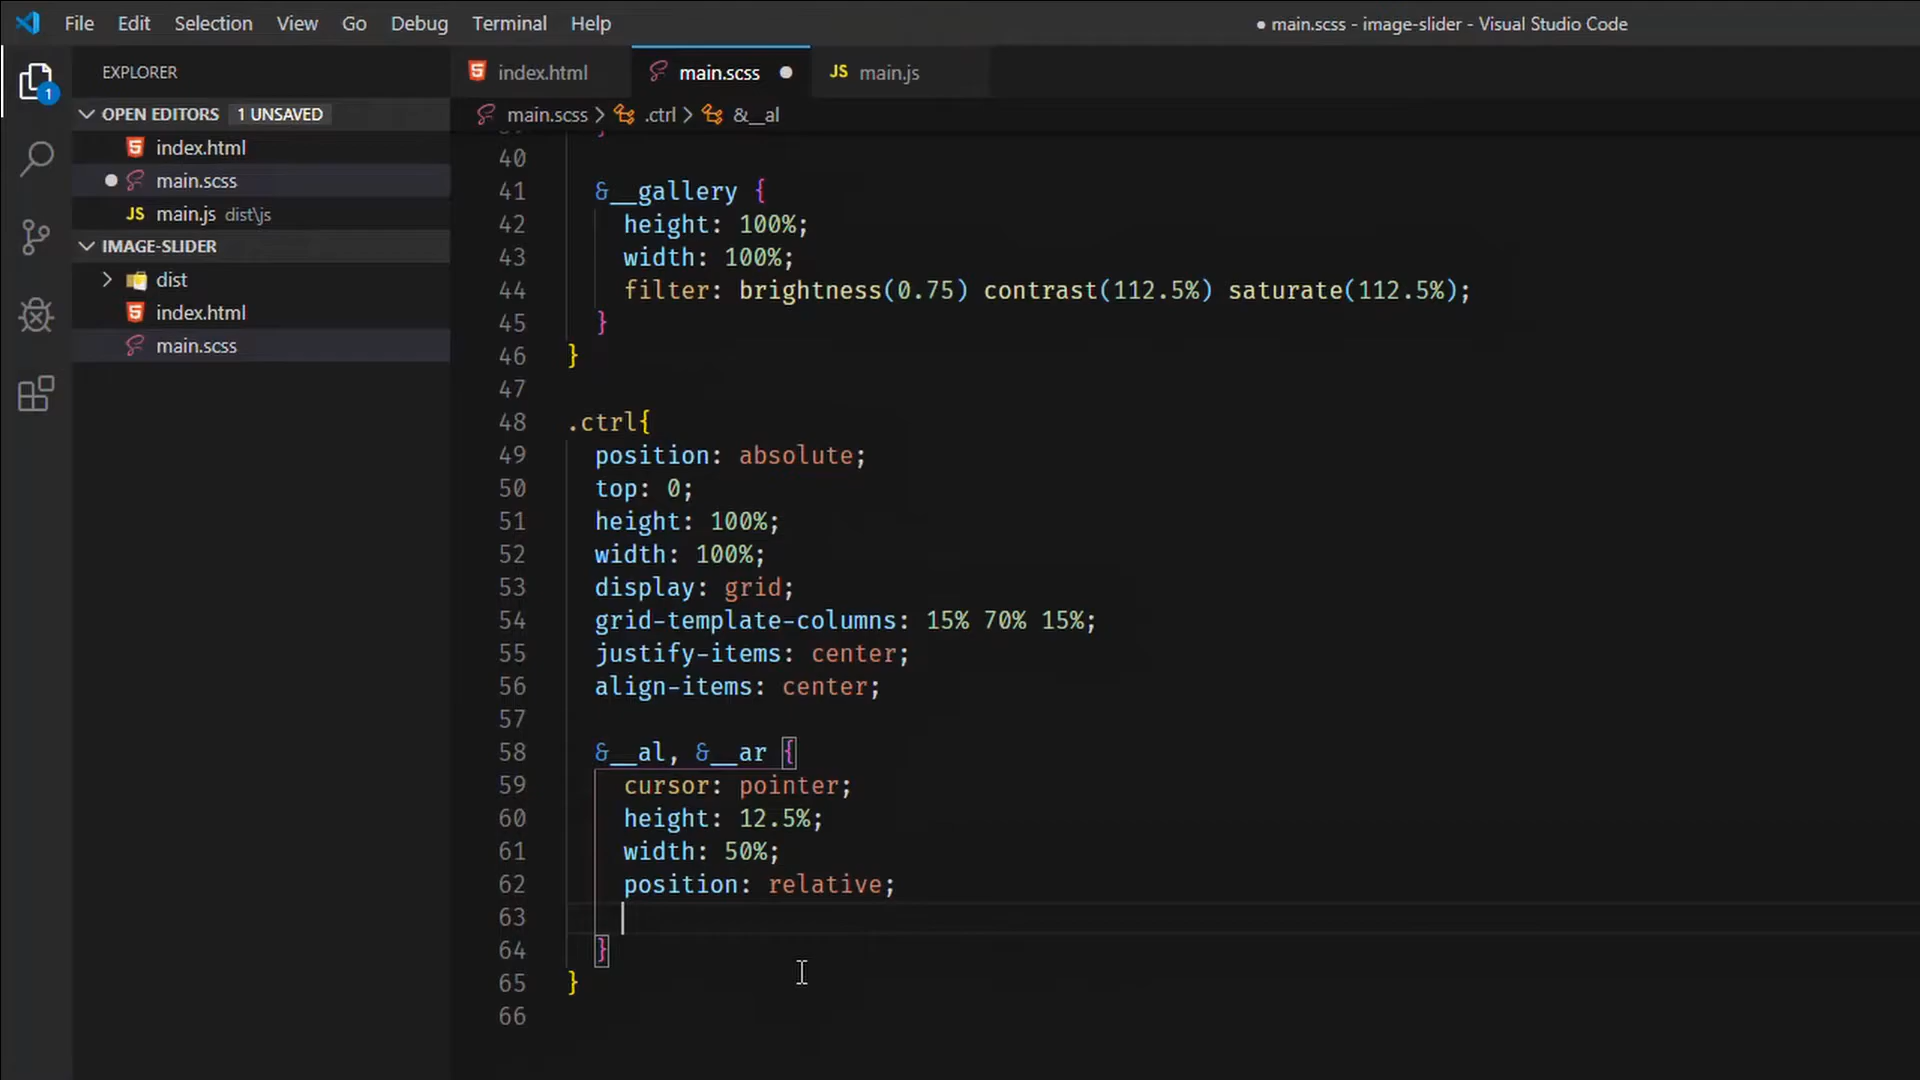 File Edit Selection View Go Debug Terminal Help
● main.scss - image-slider - Visual Studio Code
1
EXPLORER
OPEN EDITORS 1 UNSAVED
index.html
main.scss
JS main.js dist\js
IMAGE-SLIDER
dist
index.html
main.scss
index.html main.scss JS main.js
main.scss > .ctrl > &__al
40
41 &__gallery {
42 height: 100%;
43 width: 100%;
44 filter: brightness(0.75) contrast(112.5%) saturate(112.5%);
45 }
46 }
47
48 .ctrl{
49 position: absolute;
50 top: 0;
51 height: 100%;
52 width: 100%;
53 display: grid;
54 grid-template-columns: 15% 70% 15%;
55 justify-items: center;
56 align-items: center;
57
58 &__al, &__ar {
59 cursor: pointer;
60 height: 12.5%;
61 width: 50%;
62 position: relative;
63
64 }
65 }
66